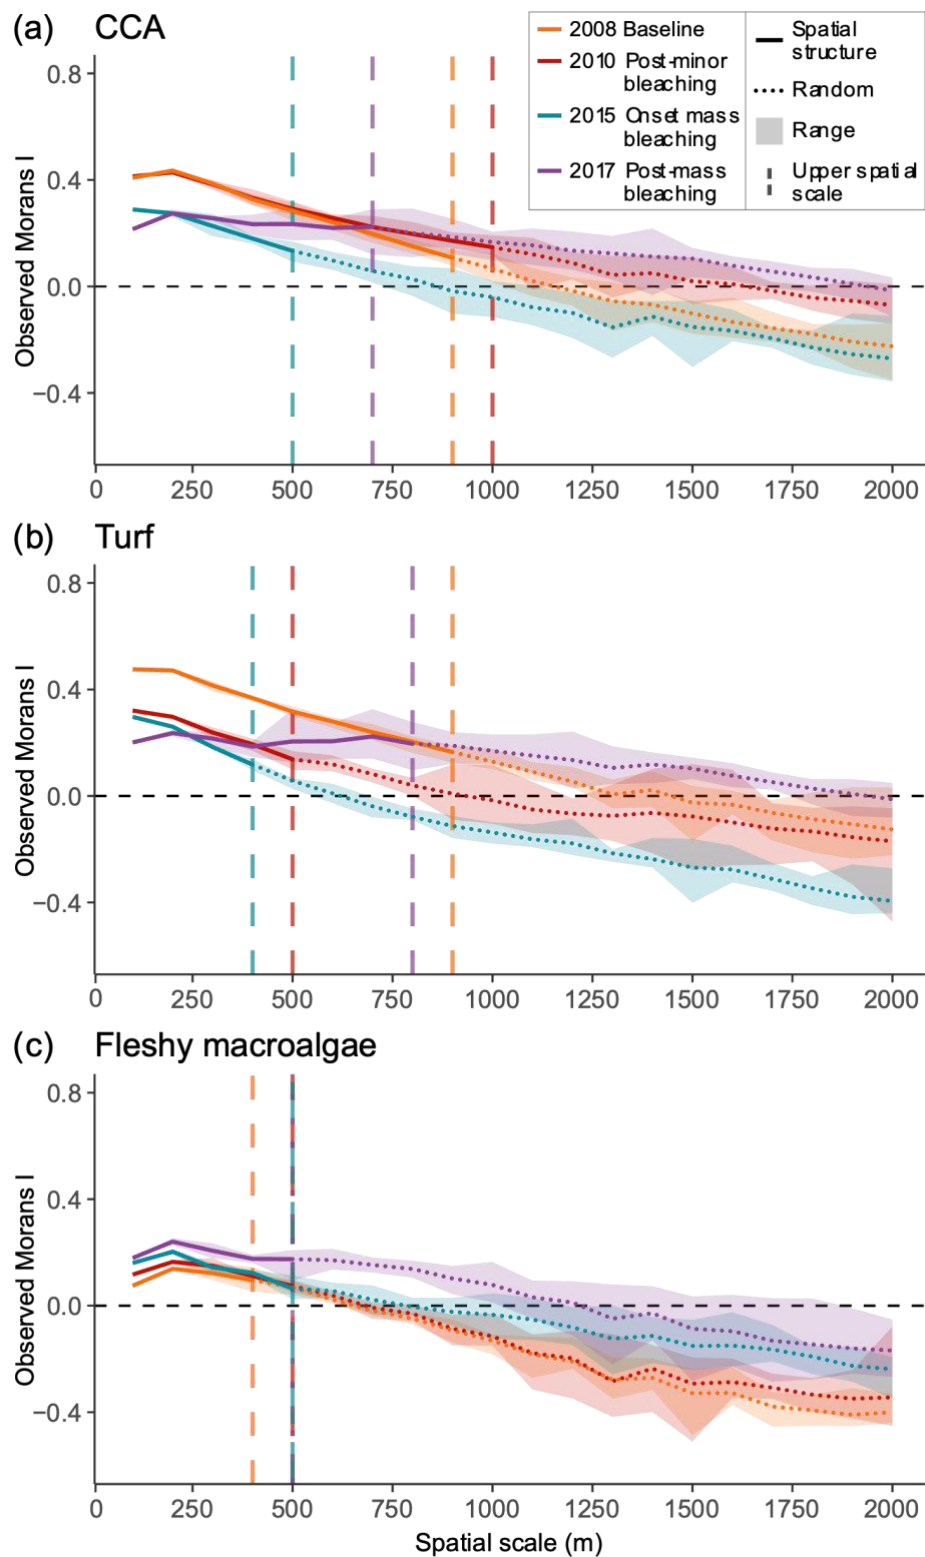 (a) CCA
2008 Baseline
2010 Post-minor
bleaching
2015 Onset mass
bleaching
2017 Post-mass
bleaching
Spatial
structure
Random
Range
Upper spatial
scale
Observed Morans I
0.8
0.4
0.0
−0.4
0 250 500 750 1000 1250 1500 1750 2000
(b) Turf
Observed Morans I
0.8
0.4
0.0
−0.4
0 250 500 750 1000 1250 1500 1750 2000
(c) Fleshy macroalgae
Observed Morans I
0.8
0.4
0.0
−0.4
0 250 500 750 1000 1250 1500 1750 2000
Spatial scale (m)